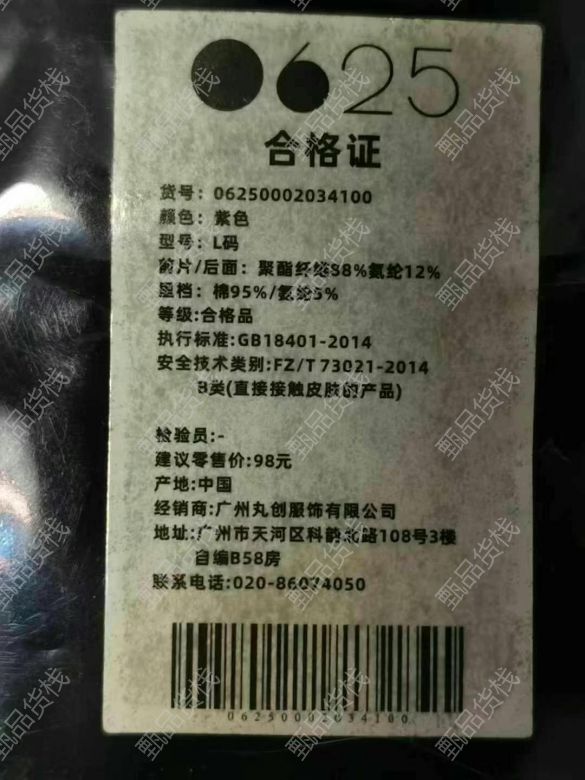 0625
合格证
货号：06250002034100
颜色：紫色
型号：L码
前片/后面：聚酯纤维88%氨纶12%
里档：棉95%/氨纶5%
等级:合格品
执行标准:GB18401-2014
安全技术类别:FZ/T 73021-2014
B类(直接接触皮肤的产品)
检验员:-
建议零售价:98元
产地:中国
经销商:广州丸创服饰有限公司
地址:广州市天河区科韵北路108号3楼
自编B58房
联系电话:020-86074050
06250002034100
甄品货栈